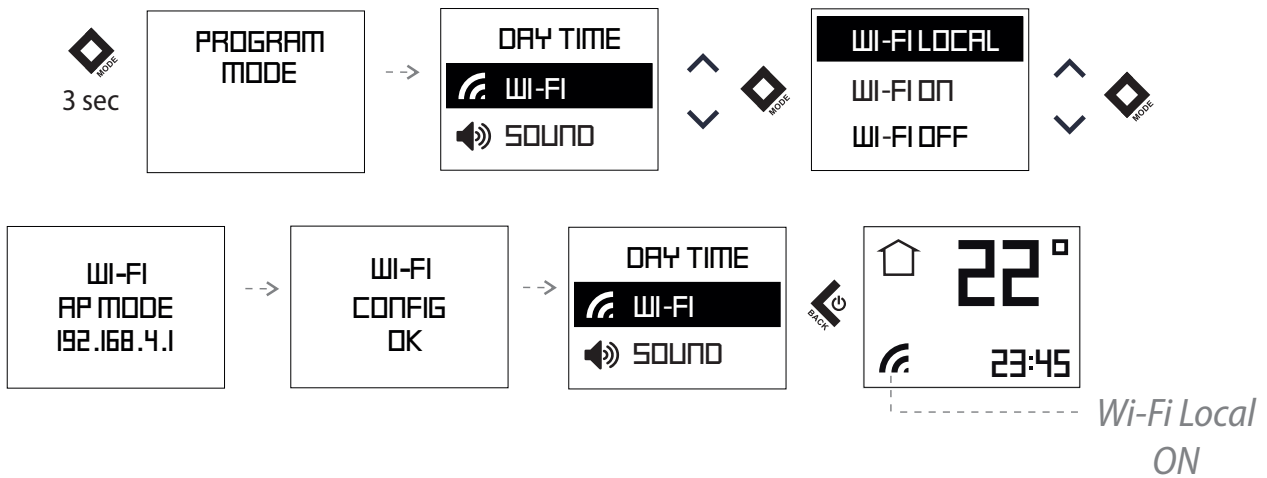 MODE
3 sec
PROGRAM
MODE
DAY TIME
WI-FI
SOUND
MODE
WI-FI LOCAL
WI-FI ON
WI-FI OFF
MODE
WI-FI
AP MODE
192.168.4.1
WI-FI
CONFIG
OK
DAY TIME
WI-FI
SOUND
BACK
22°
23:45
Wi-Fi Local
ON